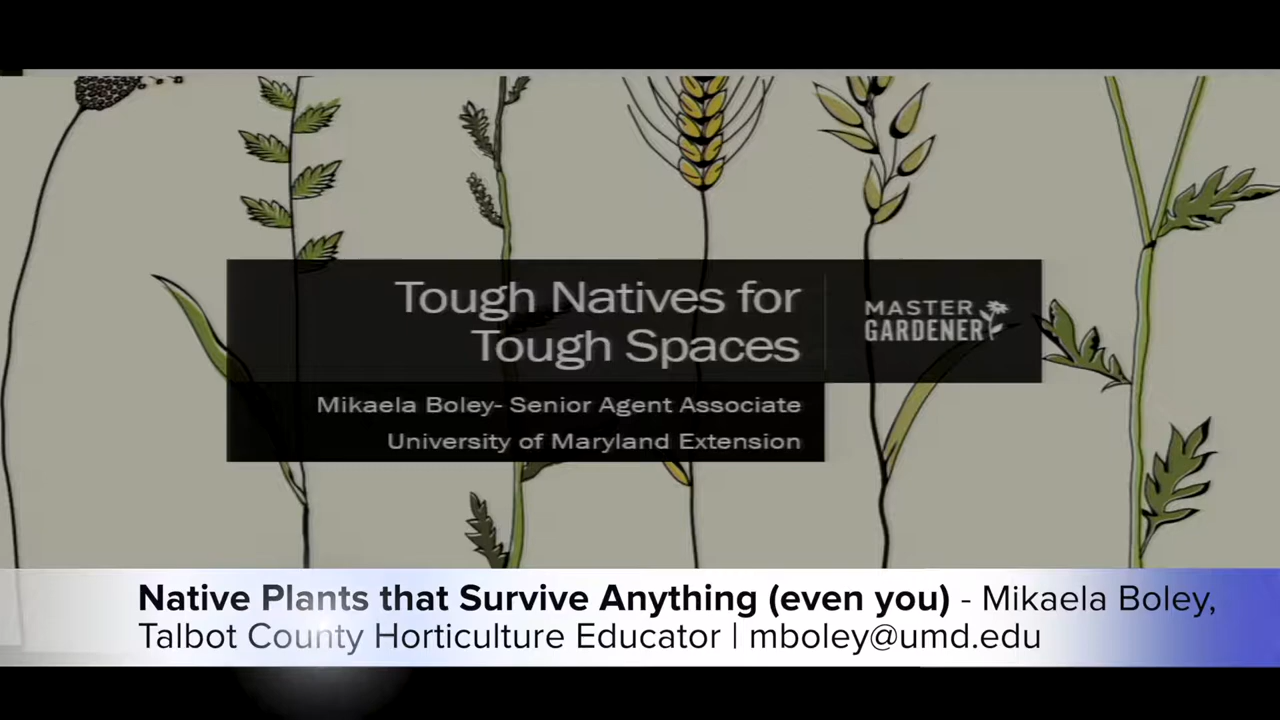 Tough Natives for
Tough Spaces
MASTER
GARDENER
Mikaela Boley- Senior Agent Associate
University of Maryland Extension
Native Plants that Survive Anything (even you) - Mikaela Boley,
Talbot County Horticulture Educator | mboley@umd.edu